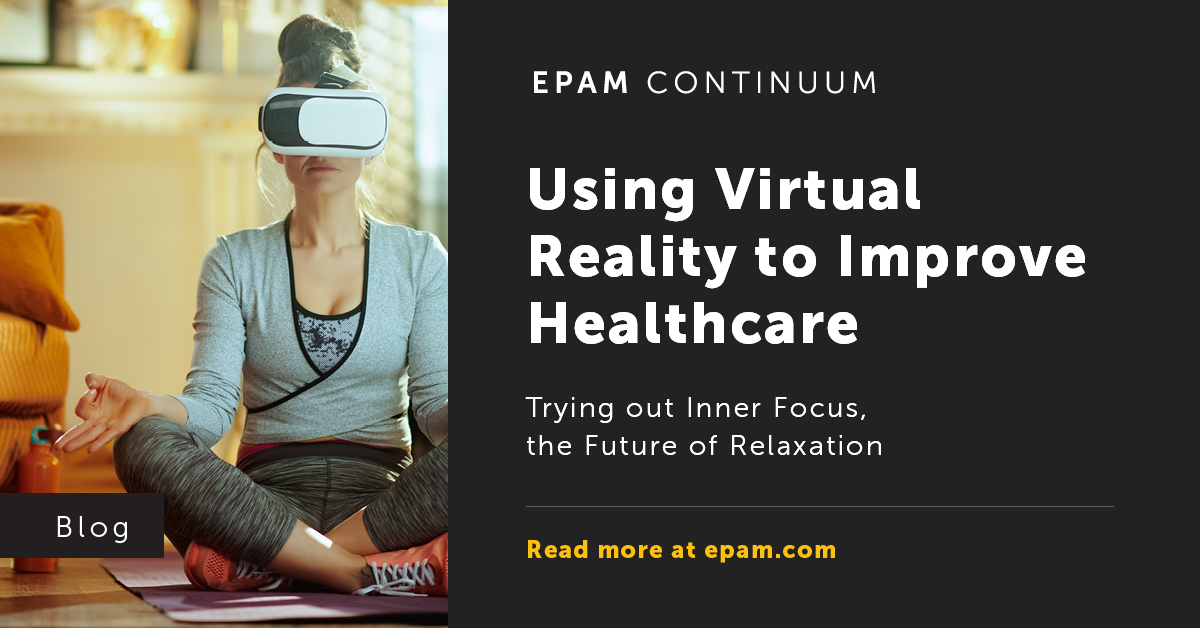 EPAM CONTINUUM
Using Virtual
Reality to Improve
Healthcare
Trying out Inner Focus,
the Future of Relaxation
Read more at epam.com
Blog